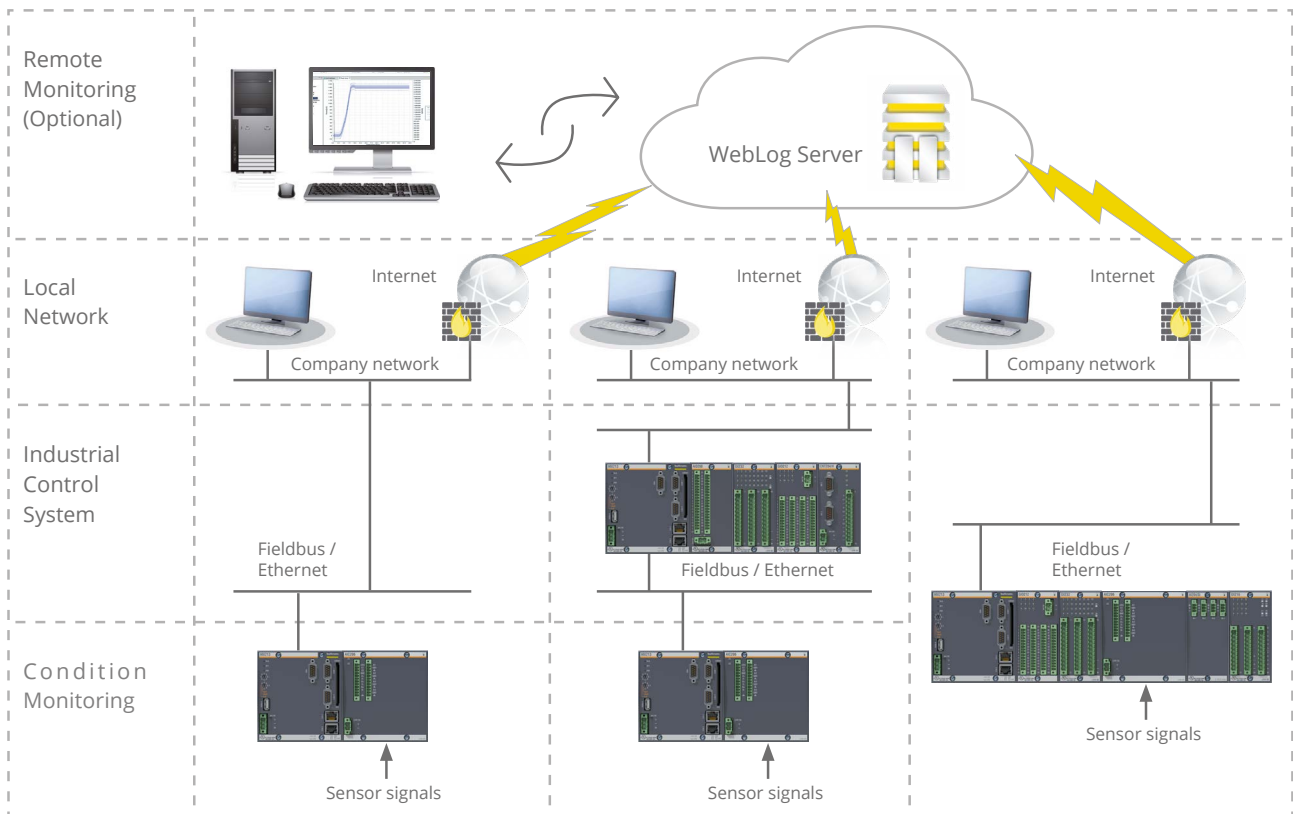 Remote
Monitoring
(Optional)
WebLog Server
Local
Network
Internet
Company network
Internet
Company network
Internet
Company network
Industrial
Control
System
Fieldbus /
Ethernet
Fieldbus / Ethernet
Fieldbus /
Ethernet
Condition
Monitoring
Sensor signals
Sensor signals
Sensor signals